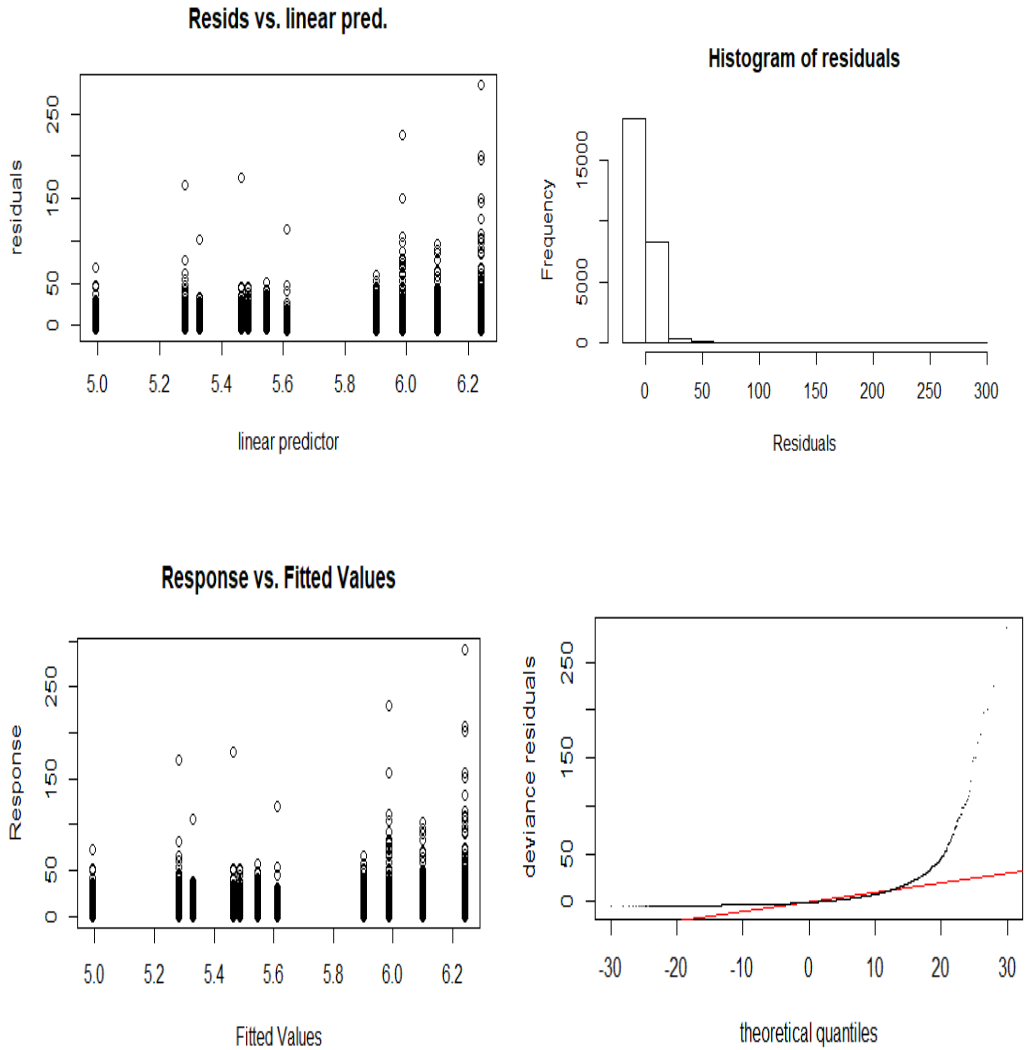 Resids vs. linear pred.
residuals
0
50
150
250
5.0 5.2 5.4 5.6 5.8 6.0 6.2
linear predictor
Histogram of residuals
Frequency
0
5000
15000
0 50 100 150 200 250 300
Residuals
Response vs. Fitted Values
Response
0
50
150
250
5.0 5.2 5.4 5.6 5.8 6.0 6.2
Fitted Values
deviance residuals
0
50
150
250
-30 -20 -10 0 10 20 30
theoretical quantiles